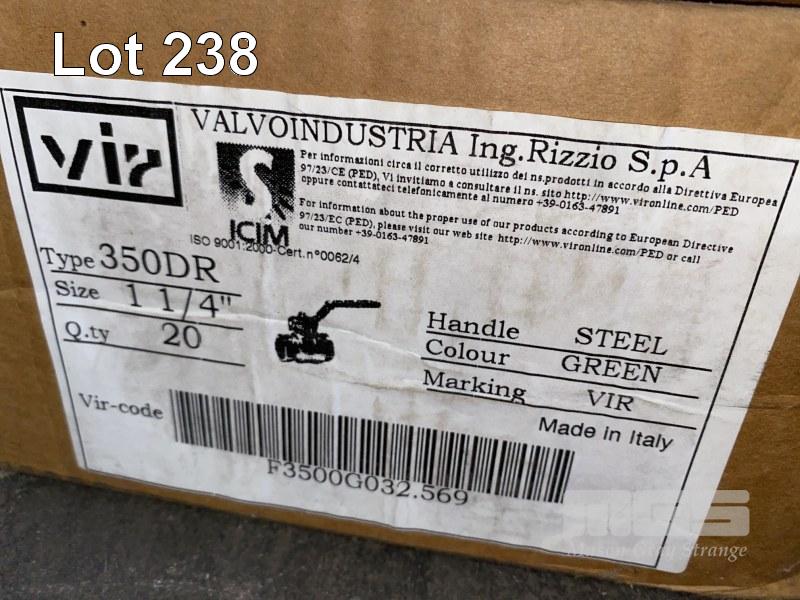 Lot 238
vir
VALVOINDUSTRIA Ing.Rizzio S.p.A
Per informazioni circa il corretto utilizzo dei ns.prodotti in accordo alla Direttiva Europea
97/23/CE (PED), Vi invitiamo a consultare il ns. sito http://www.vironline.com/PED
oppure contattateci telefonicamente al numero +39-0163-47891
For information about the proper use of our products according to European Directive
97/23/EC (PED), please visit our web site http://www.vironline.com/PED or call
our number +39-0163-47891
ICIM
ISO 9001:2000-Cert.n°0062/4
Type 350DR
Size 1 1/4"
Q.ty 20
Handle STEEL
Colour GREEN
Marking VIR
Made in Italy
Vir-code
F3500G032.569
MGS
Mason Gray Strange